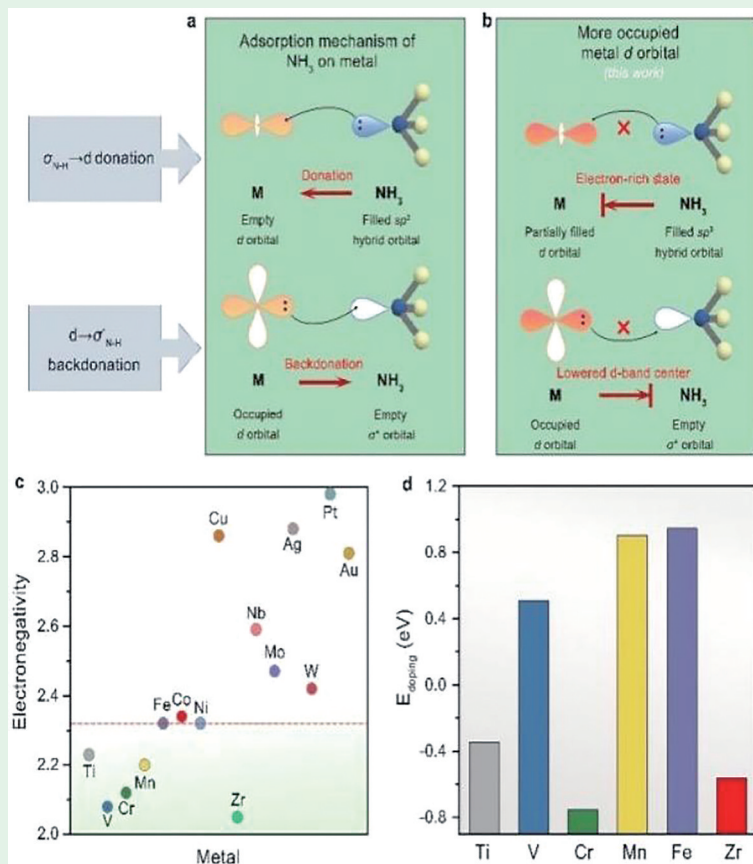 a
Adsorption mechanism of
NH₃ on metal
σN-H→d donation
Donation
M
NH₃
Empty
d orbital
Filled sp³
hybrid orbital
d→σ*N-H
backdonation
Backdonation
M
NH₃
Occupied
d orbital
Empty
σ* orbital
b
More occupied
metal d orbital
(this work)
Electron-rich state
M
NH₃
Partially filled
d orbital
Filled sp³
hybrid orbital
Lowered d-band center
M
NH₃
Occupied
d orbital
Empty
σ* orbital
c
Electronegativity
3.0
2.8
2.6
2.4
2.2
2.0
Pt
Cu
Ag
Au
Nb
Mo
W
Fe
Co
Ni
Ti
Mn
Cr
V
Zr
Metal
d
E doping (eV)
1.2
0.8
0.4
0.0
-0.4
-0.8
Ti V Cr Mn Fe Zr